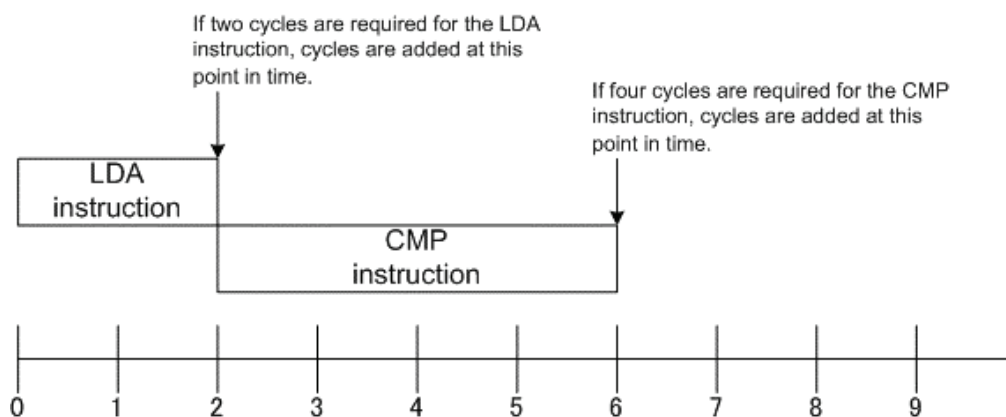 If two cycles are required for the LDA
instruction, cycles are added at this
point in time.
If four cycles are required for the CMP
instruction, cycles are added at this
point in time.
LDA
instruction
CMP
instruction
0 1 2 3 4 5 6 7 8 9